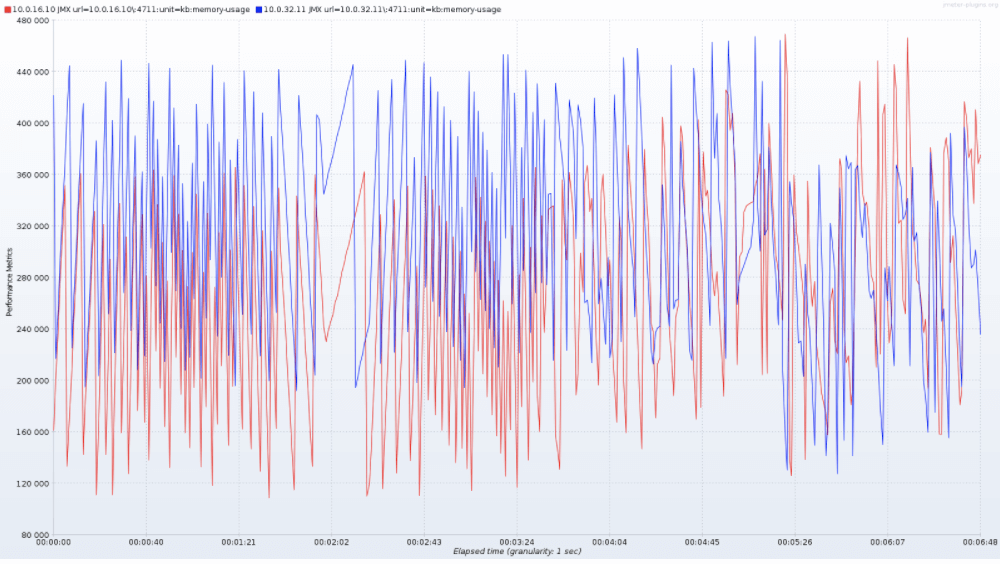 jmeter-plugins.org
10.0.16.10 JMX url=10.0.16.10\:4711:unit=kb:memory-usage 10.0.32.11 JMX url=10.0.32.11\:4711:unit=kb:memory-usage
480 000
440 000
400 000
360 000
320 000
280 000
240 000
200 000
160 000
120 000
80 000
Performance Metrics
00:00:00 00:00:40 00:01:21 00:02:02 00:02:43 00:03:24 00:04:04 00:04:45 00:05:26 00:06:07 00:06:48
Elapsed time (granularity: 1 sec)